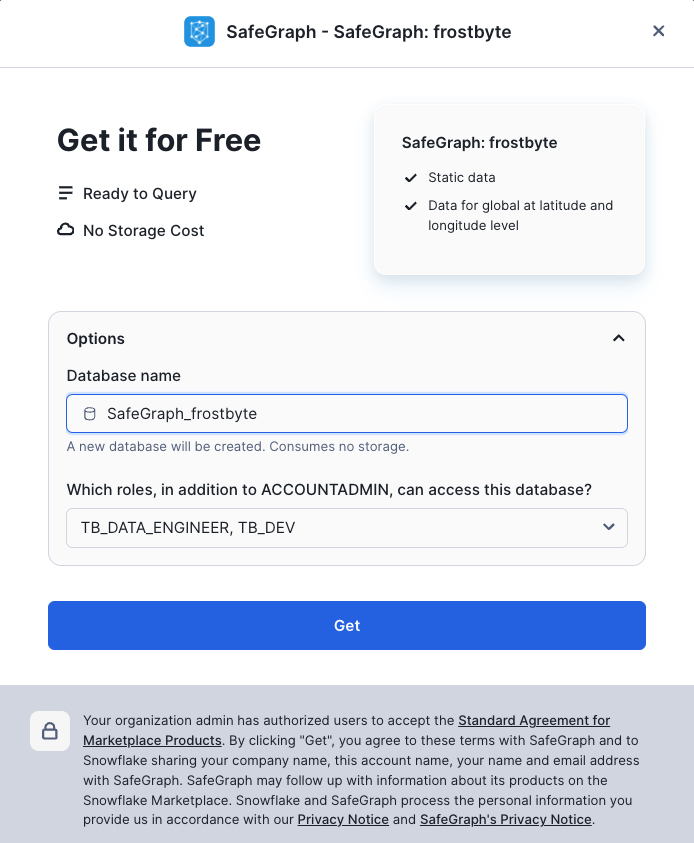 SafeGraph - SafeGraph: frostbyte
Get it for Free
Ready to Query
No Storage Cost
SafeGraph: frostbyte
Static data
Data for global at latitude and
longitude level
Options
Database name
SafeGraph_frostbyte
A new database will be created. Consumes no storage.
Which roles, in addition to ACCOUNTADMIN, can access this database?
TB_DATA_ENGINEER, TB_DEV
Get
Your organization admin has authorized users to accept the Standard Agreement for
Marketplace Products. By clicking "Get", you agree to these terms with SafeGraph and to
Snowflake sharing your company name, this account name, your name and email address
with SafeGraph. SafeGraph may follow up with information about its products on the
Snowflake Marketplace. Snowflake and SafeGraph process the personal information you
provide us in accordance with our Privacy Notice and SafeGraph's Privacy Notice.